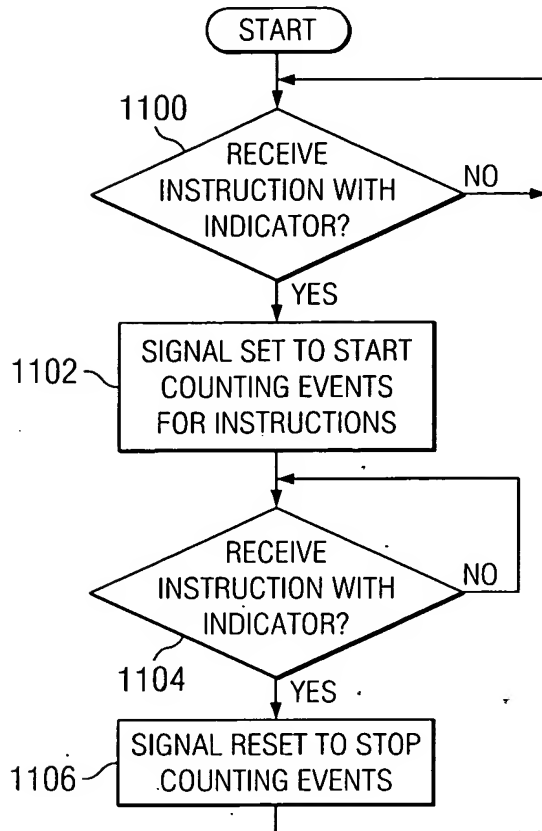 START
1100
RECEIVE
INSTRUCTION WITH
INDICATOR?
NO
YES
1102
SIGNAL SET TO START
COUNTING EVENTS
FOR INSTRUCTIONS
RECEIVE
INSTRUCTION WITH
INDICATOR?
NO
1104
YES
1106
SIGNAL RESET TO STOP
COUNTING EVENTS